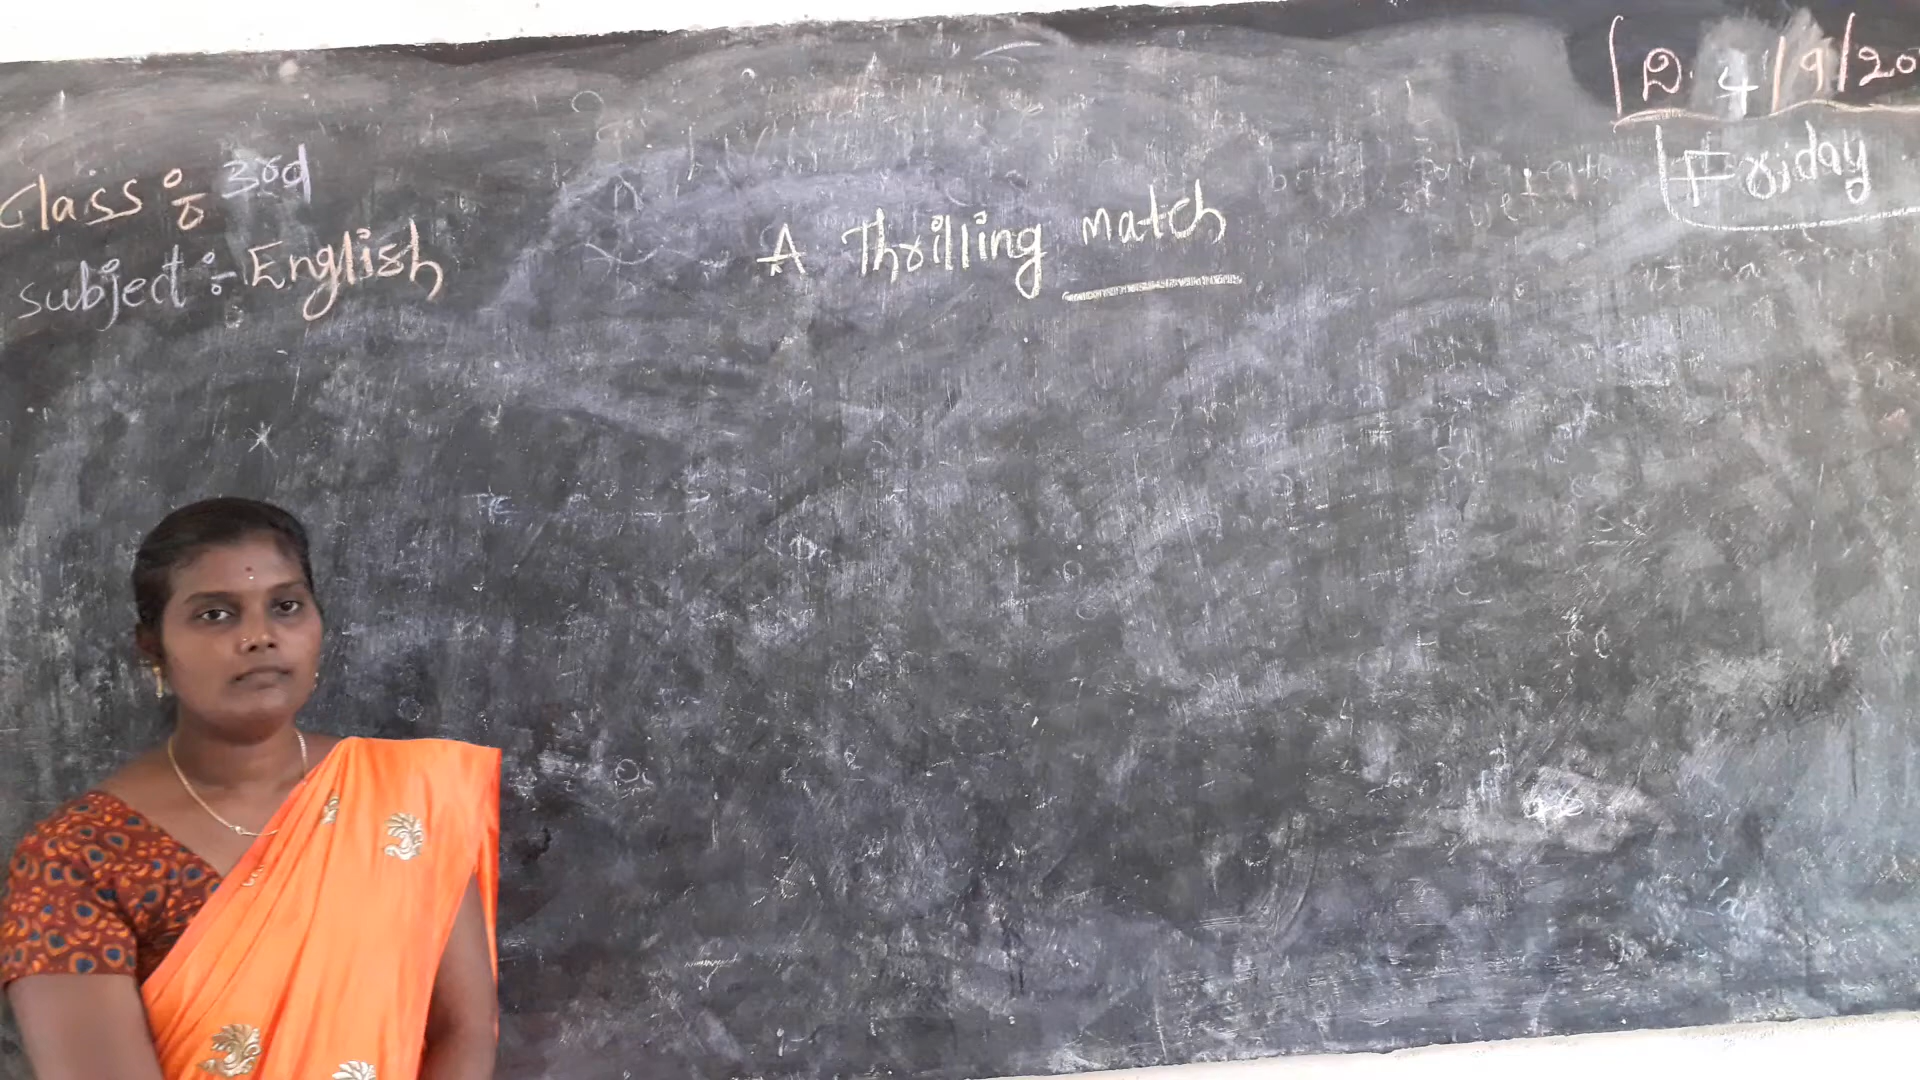 ದಿ. 4/9/20
Friday
Class : 3rd
Subject :- English
A Thrilling Match